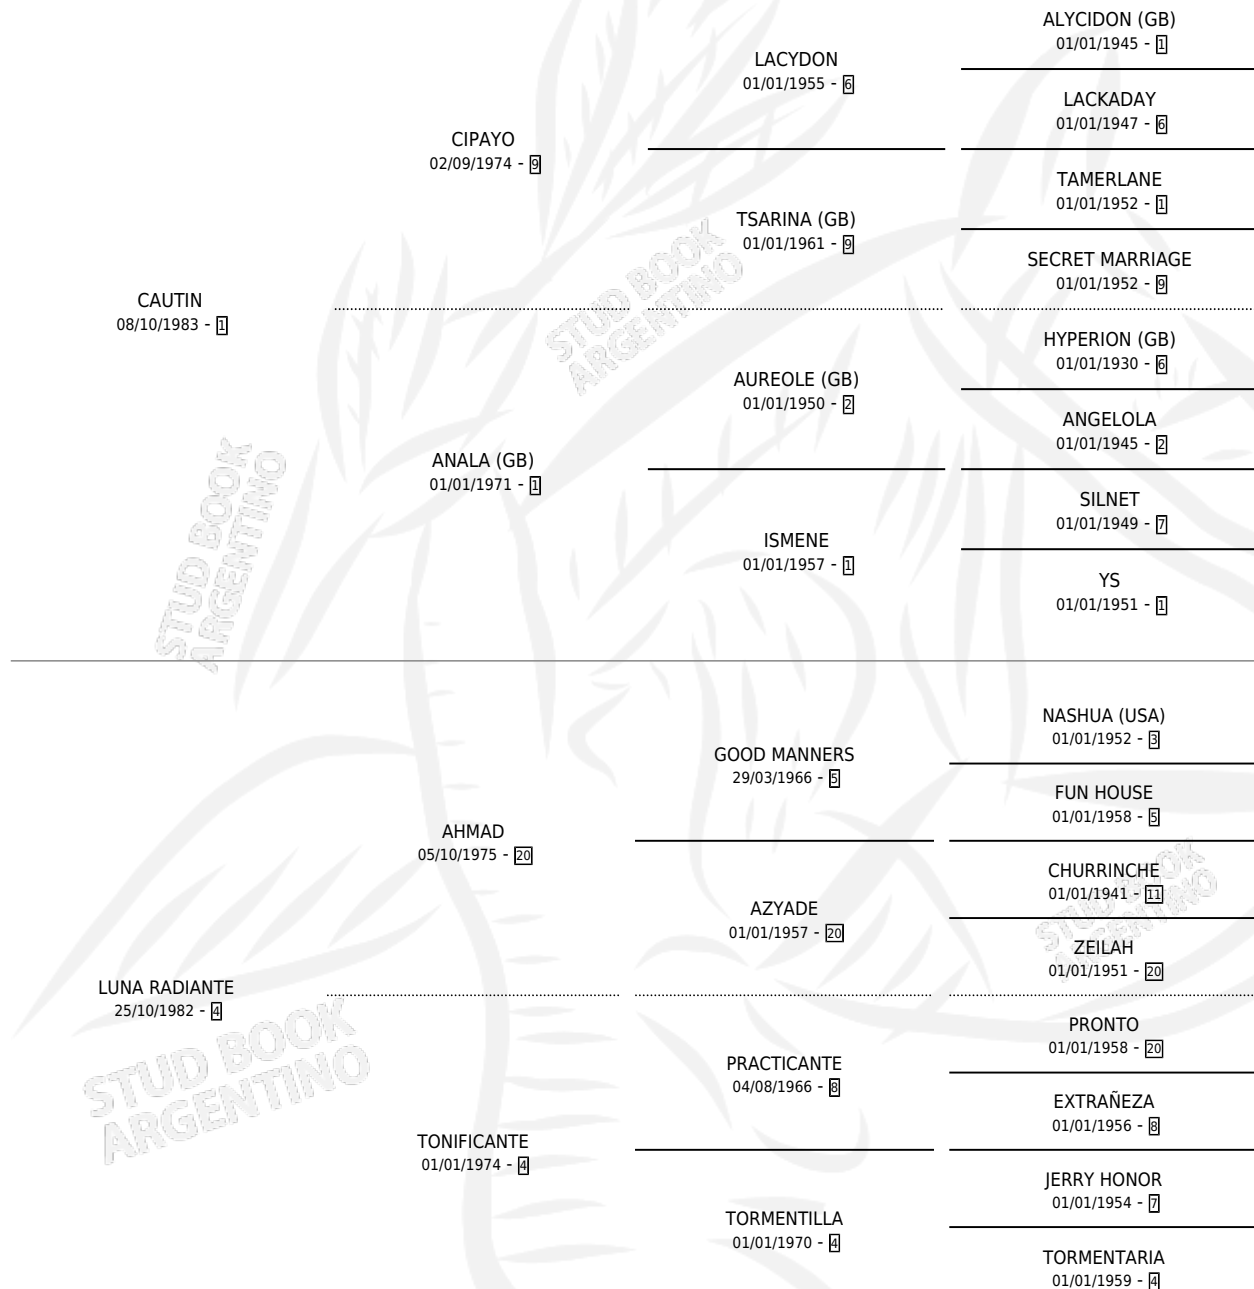 ALYCIDON (GB)
01/01/1945 - 1
LACYDON
01/01/1955 - 6
LACKADAY
01/01/1947 - 6
CIPAYO
02/09/1974 - 9
TAMERLANE
01/01/1952 - 1
TSARINA (GB)
01/01/1961 - 9
SECRET MARRIAGE
01/01/1952 - 9
CAUTIN
08/10/1983 - 1
HYPERION (GB)
01/01/1930 - 6
AUREOLE (GB)
01/01/1950 - 2
ANGELOLA
01/01/1945 - 2
ANALA (GB)
01/01/1971 - 1
SILNET
01/01/1949 - 7
ISMENE
01/01/1957 - 1
YS
01/01/1951 - 1
NASHUA (USA)
01/01/1952 - 3
GOOD MANNERS
29/03/1966 - 5
FUN HOUSE
01/01/1958 - 5
AHMAD
05/10/1975 - 20
CHURRINCHE
01/01/1941 - 11
AZYADE
01/01/1957 - 20
ZEILAH
01/01/1951 - 20
LUNA RADIANTE
25/10/1982 - 4
PRONTO
01/01/1958 - 20
PRACTICANTE
04/08/1966 - 8
EXTRAÑEZA
01/01/1956 - 8
TONIFICANTE
01/01/1974 - 4
JERRY HONOR
01/01/1954 - 7
TORMENTILLA
01/01/1970 - 4
TORMENTARIA
01/01/1959 - 4
STUD BOOK
ARGENTINO
STUD BOOK
ARGENTINO
STUD BOOK
ARGENTINO
STUD BOOK
ARGENTINO